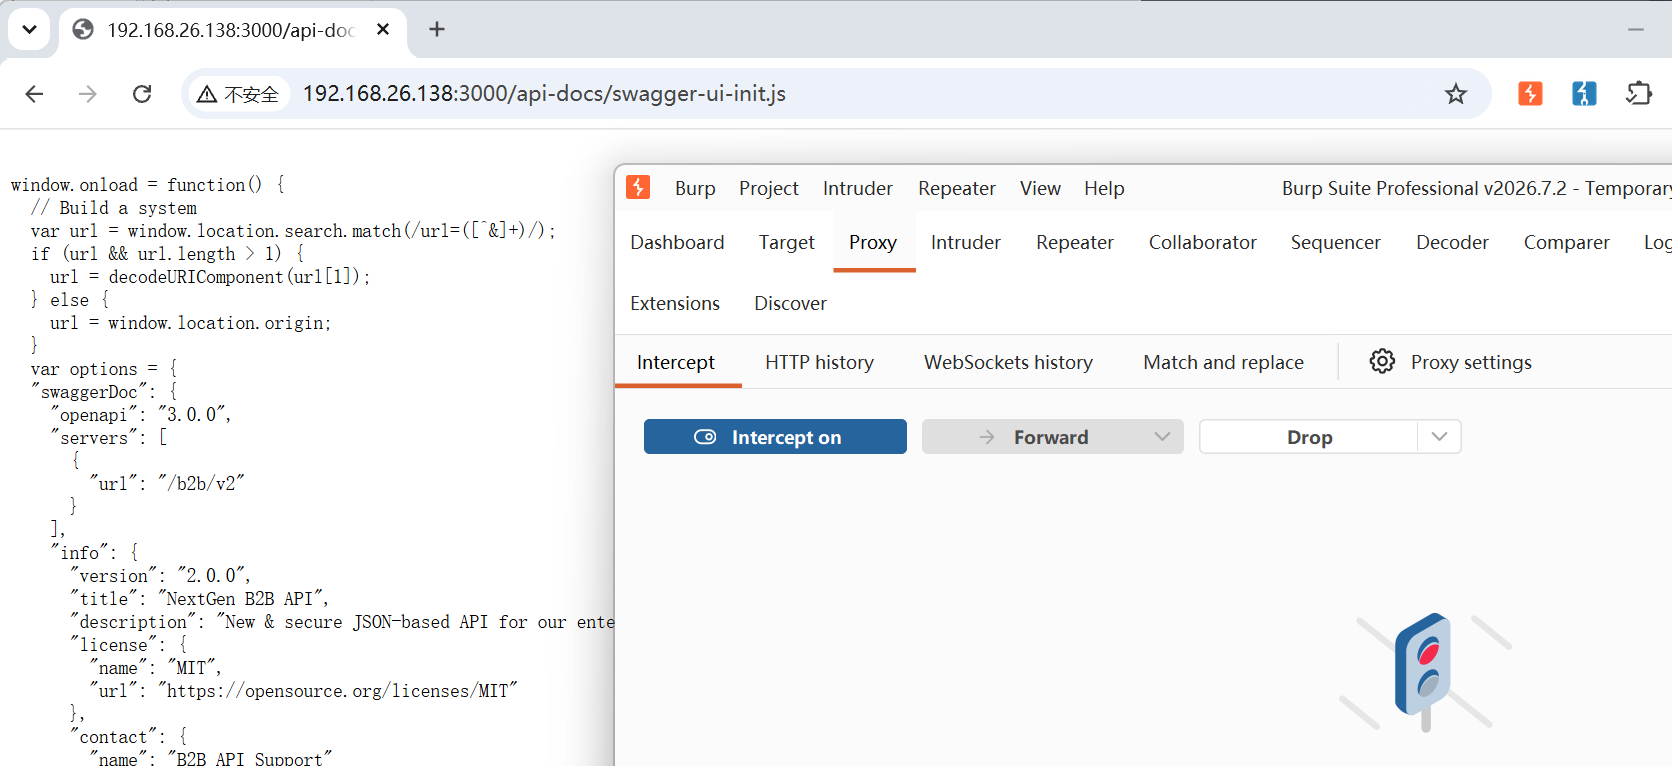 192.168.26.138:3000/api-doc
不安全
192.168.26.138:3000/api-docs/swagger-ui-init.js
window.onload = function() {
  // Build a system
  var url = window.location.search.match(/url=([^&]+)/);
  if (url && url.length > 1) {
    url = decodeURIComponent(url[1]);
  } else {
    url = window.location.origin;
  }
  var options = {
  "swaggerDoc": {
    "openapi": "3.0.0",
    "servers": [
      {
        "url": "/b2b/v2"
      }
    ],
    "info": {
      "version": "2.0.0",
      "title": "NextGen B2B API",
      "description": "New & secure JSON-based API for our ente
      "license": {
        "name": "MIT",
        "url": "https://opensource.org/licenses/MIT"
      },
      "contact": {
        "name": "B2B API Support"
Burp Project Intruder Repeater View Help Burp Suite Professional v2026.7.2 - Temporary
Dashboard Target Proxy Intruder Repeater Collaborator Sequencer Decoder Comparer Log
Extensions Discover
Intercept HTTP history WebSockets history Match and replace Proxy settings
Intercept on Forward Drop